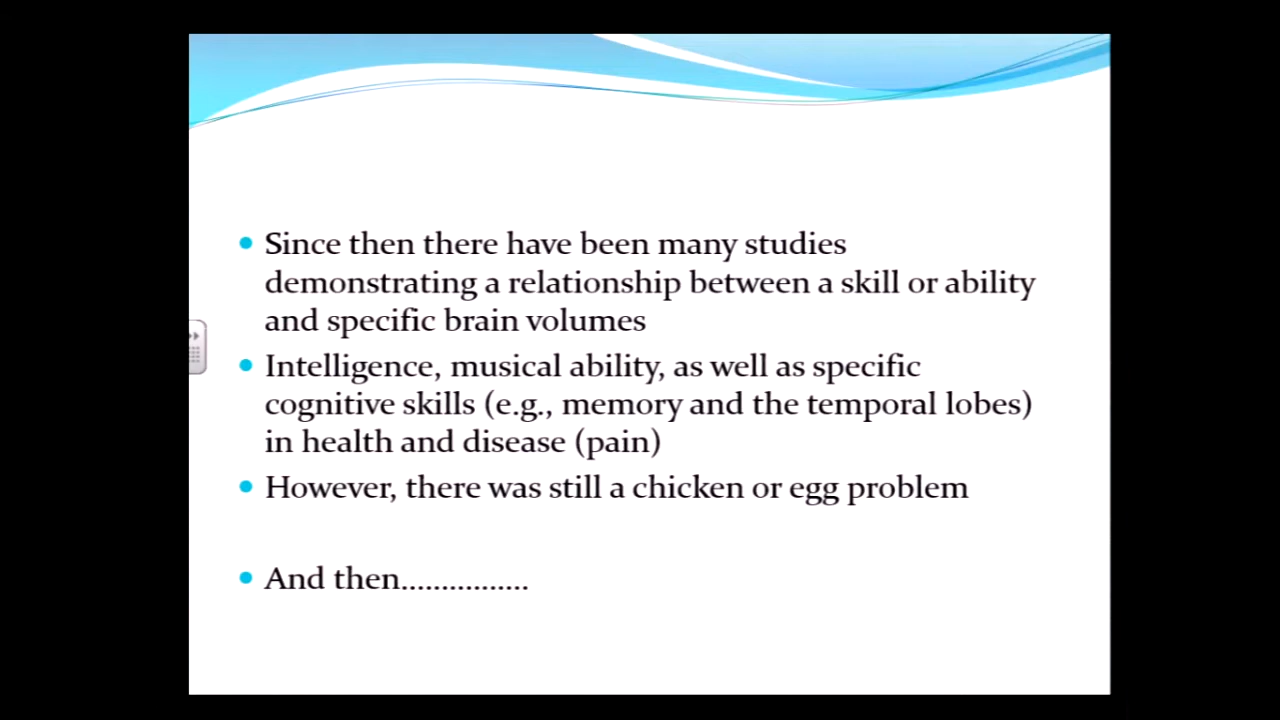 • Since then there have been many studies
demonstrating a relationship between a skill or ability
and specific brain volumes
• Intelligence, musical ability, as well as specific
cognitive skills (e.g., memory and the temporal lobes)
in health and disease (pain)
• However, there was still a chicken or egg problem
• And then................